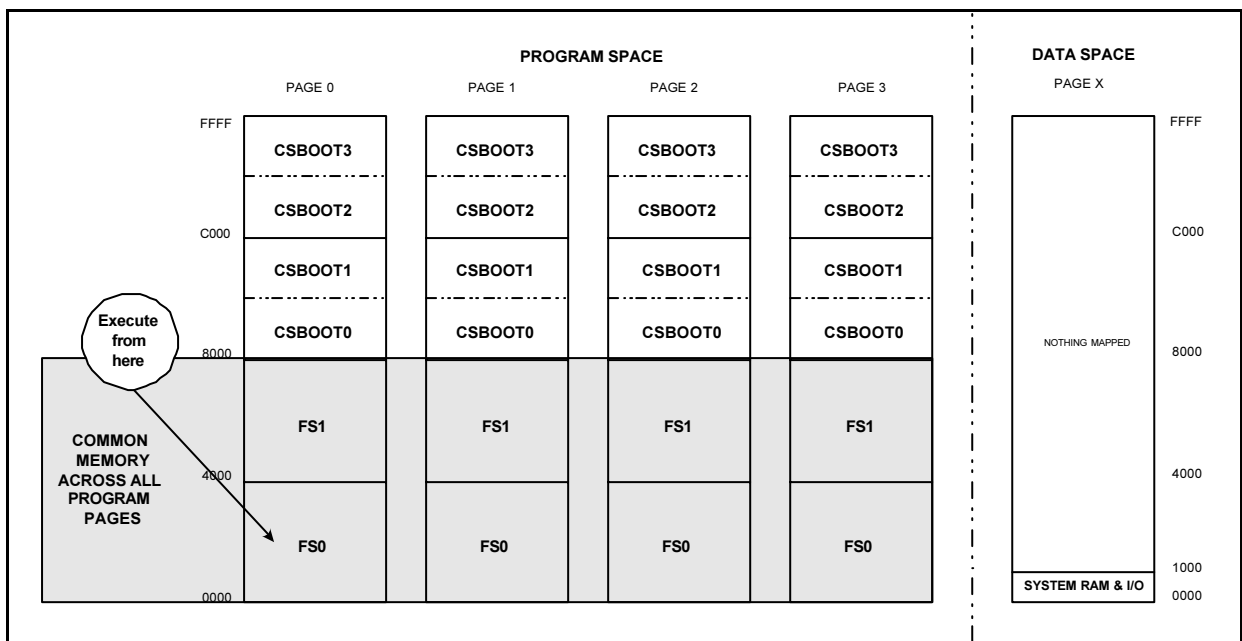 PROGRAM SPACE
DATA SPACE
PAGE 0 PAGE 1 PAGE 2 PAGE 3
PAGE X
FFFF
FFFF
CSBOOT3 CSBOOT3 CSBOOT3 CSBOOT3
CSBOOT2 CSBOOT2 CSBOOT2 CSBOOT2
C000
C000
CSBOOT1 CSBOOT1 CSBOOT1 CSBOOT1
Execute
from
here
CSBOOT0 CSBOOT0 CSBOOT0 CSBOOT0
NOTHING MAPPED
8000
8000
COMMON
MEMORY
ACROSS ALL
PROGRAM
PAGES
FS1 FS1 FS1 FS1
4000
4000
FS0 FS0 FS0 FS0
1000
SYSTEM RAM & I/O
0000
0000